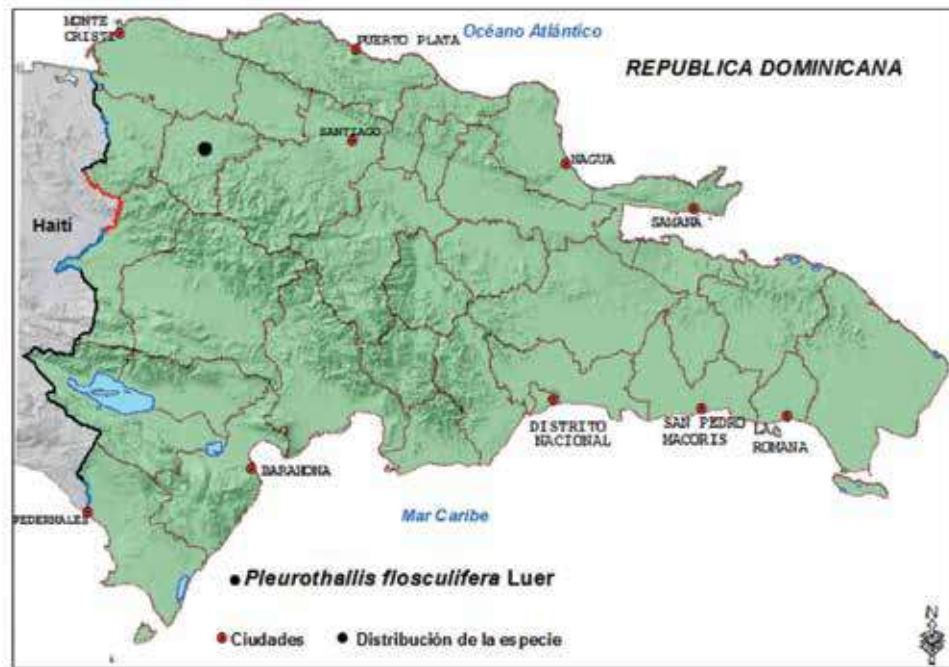 MONTE
CRISTI
Océano Atlántico
PUERTO PLATA
REPUBLICA DOMINICANA
SANTIAGO
NAGUA
SAMANA
Haití
DISTRITO
NACIONAL
SAN PEDRO
MACORIS
LA
ROMANA
BARAHONA
PEDERNALES
Mar Caribe
Pleurothallis flosculifera Luer
Ciudades
Distribución de la especie
N